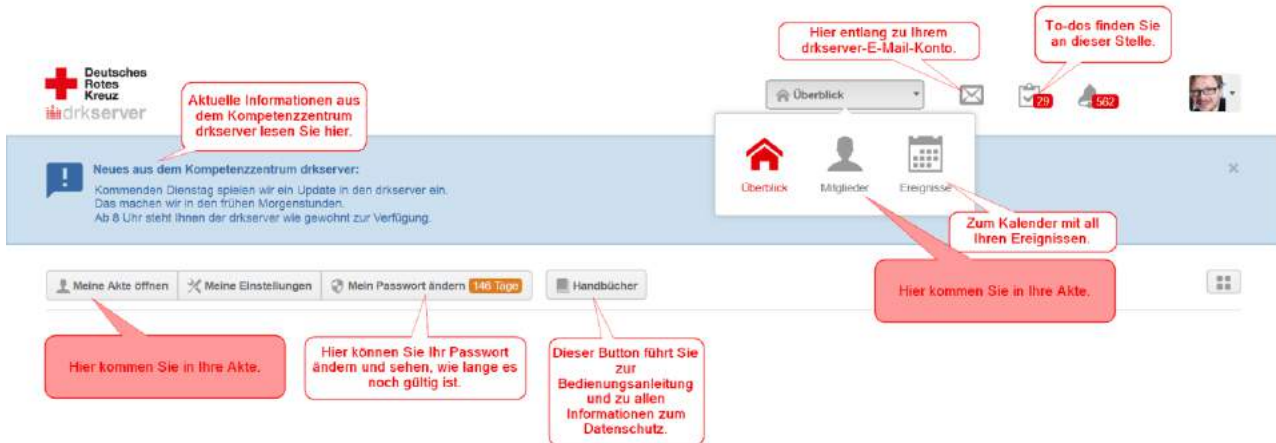 Hier entlang zu Ihrem
drkserver-E-Mail-Konto.
To-dos finden Sie
an dieser Stelle.
Deutsches
Rotes
Kreuz
drkserver
Aktuelle Informationen aus
dem Kompetenzzentrum
drkserver lesen Sie hier.
Überblick
29
562
Neues aus dem Kompetenzzentrum drkserver:
Kommenden Dienstag spielen wir ein Update in den drkserver ein.
Das machen wir in den frühen Morgenstunden.
Ab 8 Uhr steht Ihnen der drkserver wie gewohnt zur Verfügung.
Überblick
Mitglieder
Ereignisse
×
Zum Kalender mit all
Ihren Ereignissen.
Hier kommen Sie in Ihre Akte.
Meine Akte öffnen
Meine Einstellungen
Mein Passwort ändern 146 Tage
Handbücher
Hier kommen Sie in Ihre Akte.
Hier können Sie Ihr Passwort
ändern und sehen, wie lange es
noch gültig ist.
Dieser Button führt Sie
zur
Bedienungsanleitung
und zu allen
Informationen zum
Datenschutz.